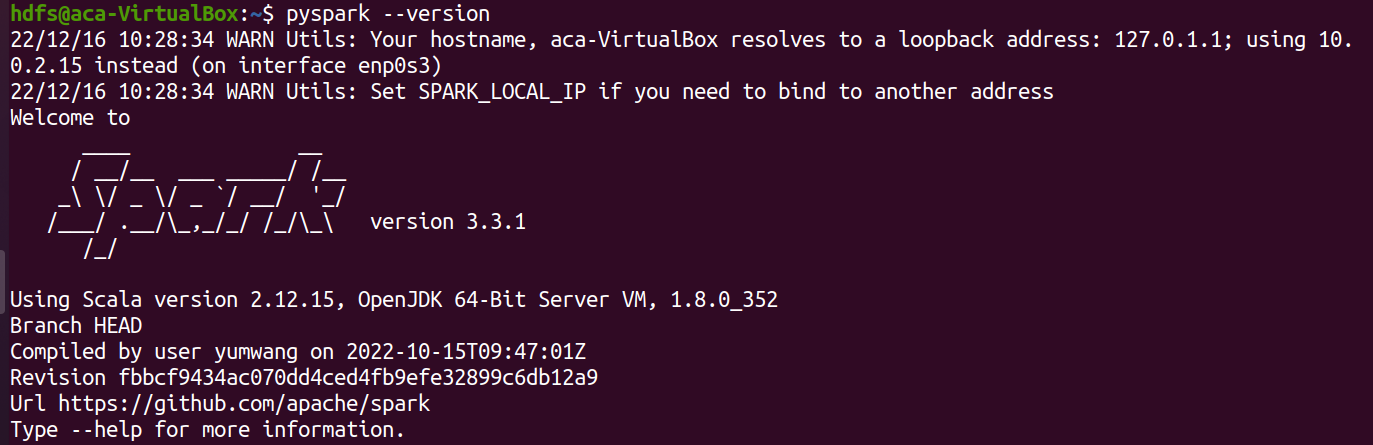 hdfs@aca-VirtualBox:~$ pyspark --version
22/12/16 10:28:34 WARN Utils: Your hostname, aca-VirtualBox resolves to a loopback address: 127.0.1.1; using 10.
0.2.15 instead (on interface enp0s3)
22/12/16 10:28:34 WARN Utils: Set SPARK_LOCAL_IP if you need to bind to another address
Welcome to
      ____              __
     / __/__  ___ _____/ /__
    _\ \/ _ \/ _ `/ __/  '_/
   /___/ .__/\_,_/_/ /_/\_\   version 3.3.1
      /_/
Using Scala version 2.12.15, OpenJDK 64-Bit Server VM, 1.8.0_352
Branch HEAD
Compiled by user yumwang on 2022-10-15T09:47:01Z
Revision fbbcf9434ac070dd4ced4fb9efe32899c6db12a9
Url https://github.com/apache/spark
Type --help for more information.